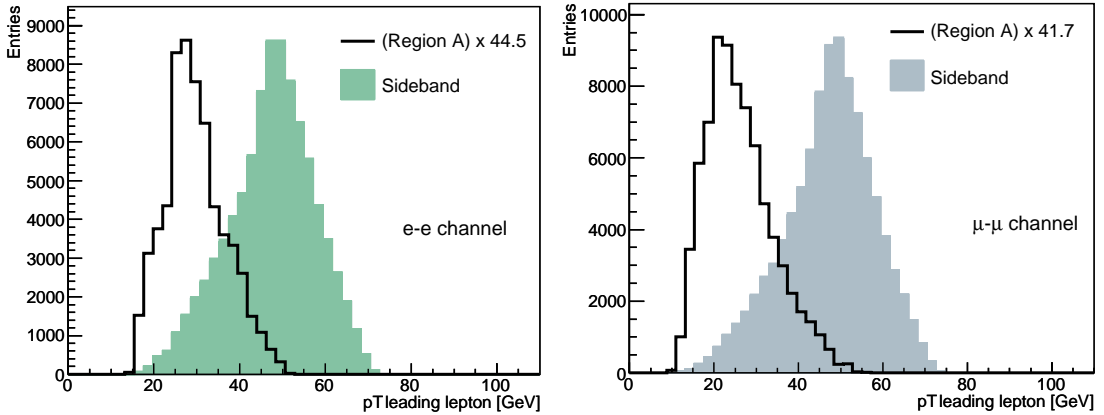 Entries
9000
8000
7000
6000
5000
4000
3000
2000
1000
0
(Region A) x 44.5
Sideband
e-e channel
0 20 40 60 80 100
pT leading lepton [GeV]
Entries
10000
8000
6000
4000
2000
0
(Region A) x 41.7
Sideband
μ-μ channel
0 20 40 60 80 100
pT leading lepton [GeV]